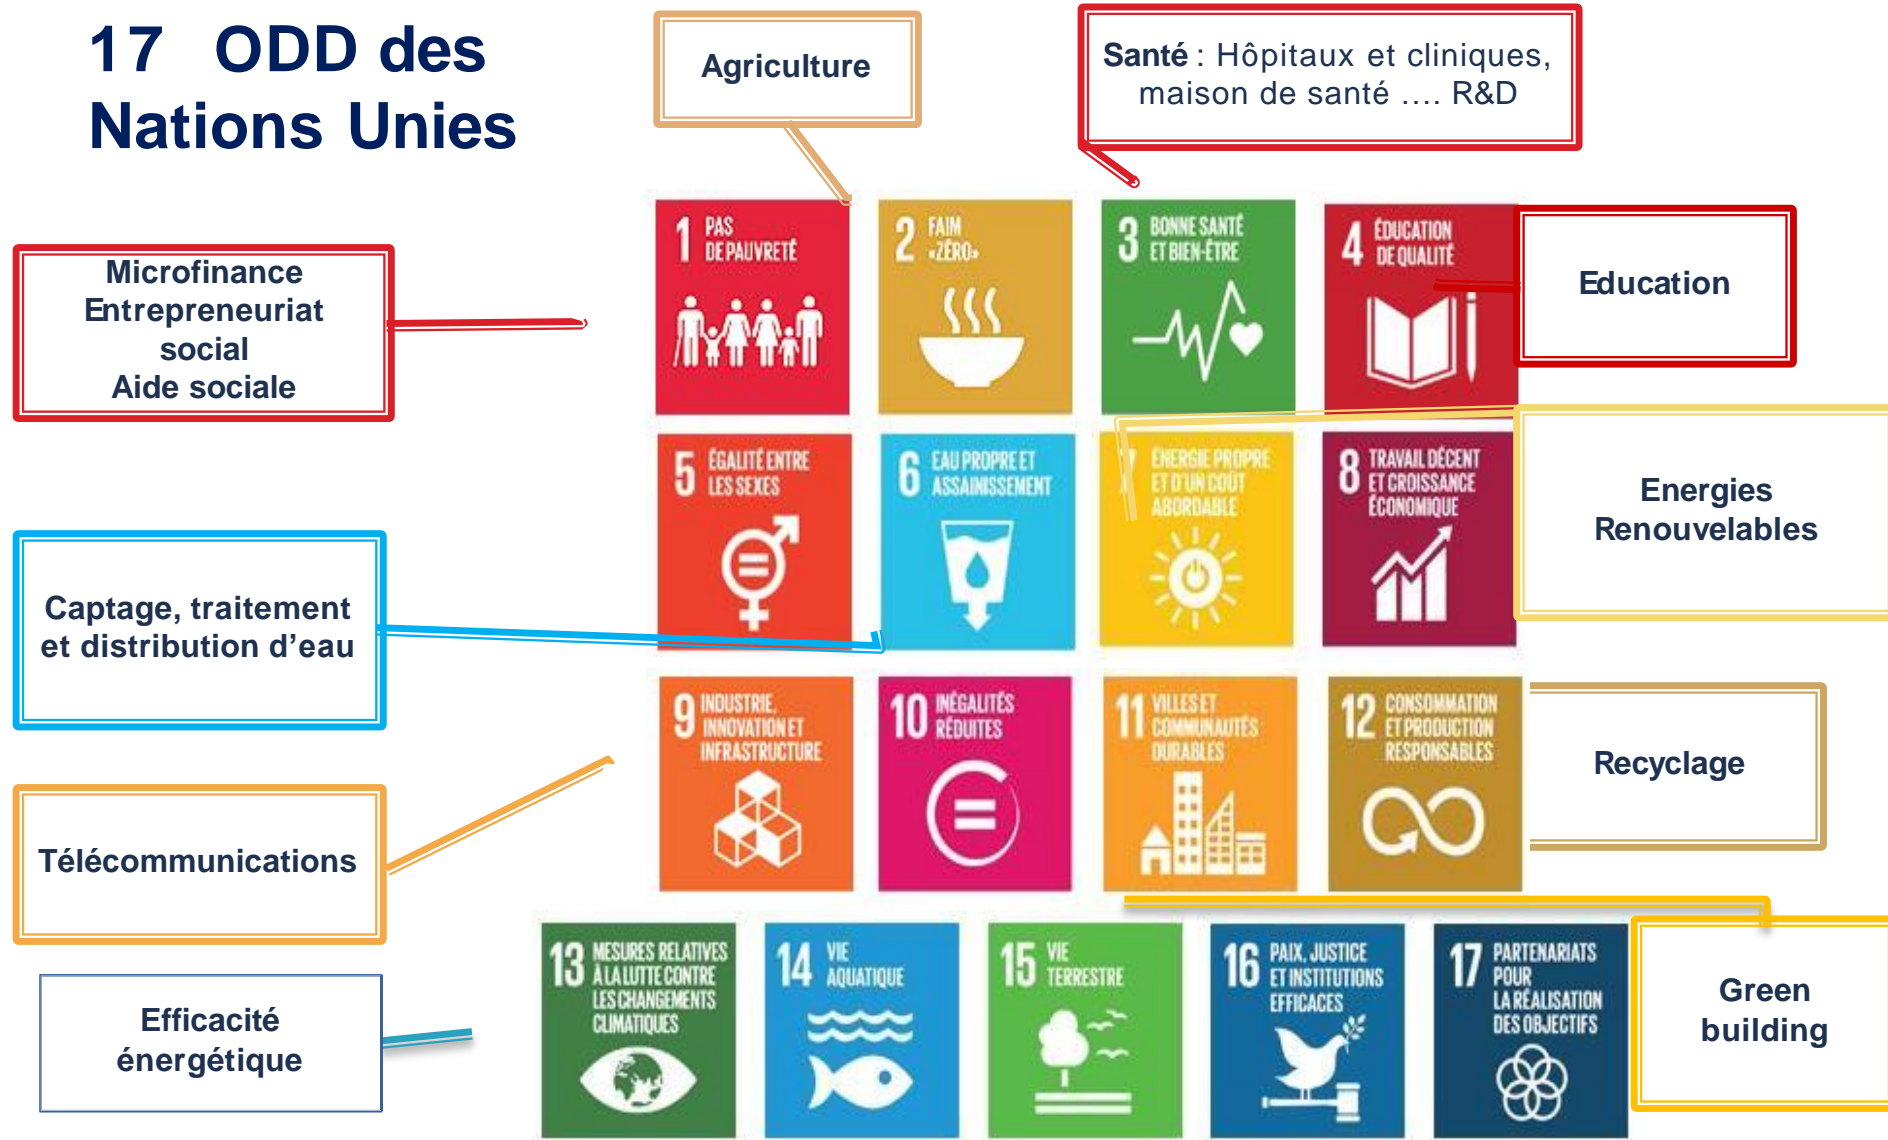 17 ODD des
Nations Unies
Agriculture
Santé : Hôpitaux et cliniques,
maison de santé .... R&D
Microfinance
Entrepreneuriat
social
Aide sociale
1 PAS
DE PAUVRETÉ
2 FAIM
«ZÉRO»
3 BONNE SANTÉ
ET BIEN-ÊTRE
4 ÉDUCATION
DE QUALITÉ
Education
5 ÉGALITÉ ENTRE
LES SEXES
6 EAU PROPRE ET
ASSAINISSEMENT
7 ÉNERGIE PROPRE
ET D'UN COÛT
ABORDABLE
8 TRAVAIL DÉCENT
ET CROISSANCE
ÉCONOMIQUE
Energies
Renouvelables
Captage, traitement
et distribution d’eau
9 INDUSTRIE,
INNOVATION ET
INFRASTRUCTURE
10 INÉGALITÉS
RÉDUITES
11 VILLES ET
COMMUNAUTÉS
DURABLES
12 CONSOMMATION
ET PRODUCTION
RESPONSABLES
Recyclage
Télécommunications
Efficacité
énergétique
13 MESURES RELATIVES
À LA LUTTE CONTRE
LES CHANGEMENTS
CLIMATIQUES
14 VIE
AQUATIQUE
15 VIE
TERRESTRE
16 PAIX, JUSTICE
ET INSTITUTIONS
EFFICACES
17 PARTENARIATS
POUR
LA RÉALISATION
DES OBJECTIFS
Green
building